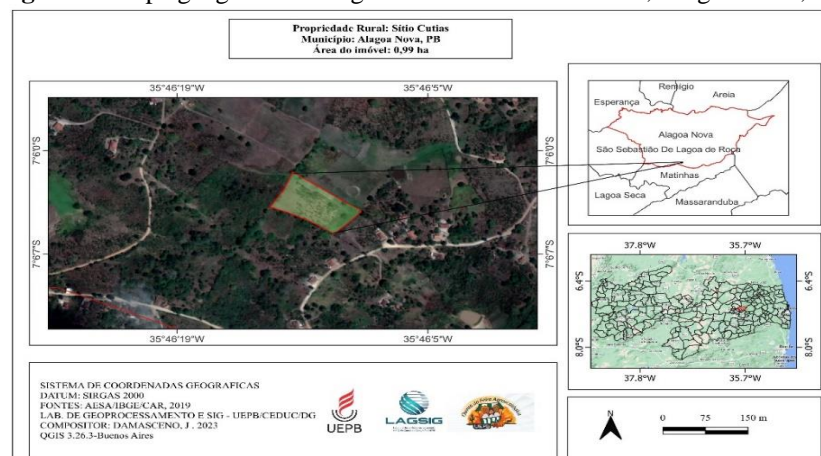 Propriedade Rural: Sítio Cutias
Município: Alagoa Nova, PB
Área do imóvel: 0,99 ha
35°46'19"W 35°46'5"W
7°6'0"S 7°6'0"S
7°6'7"S 7°6'7"S
35°46'19"W 35°46'5"W
Remígio
Areia
Esperança
Alagoa Nova
São Sebastião De Lagoa de Roça
Matinhas
Lagoa Seca
Massaranduba
37.8°W 35.7°W
6.4°S 6.4°S
8.0°S 8.0°S
37.8°W 35.7°W
SISTEMA DE COORDENADAS GEOGRAFICAS
DATUM: SIRGAS 2000
FONTES: AESA/IBGE/CAR, 2019
LAB. DE GEOPROCESSAMENTO E SIG - UEPB/CEDUC/DG
COMPOSITOR: DAMASCENO, J . 2023
QGIS 3.26.3-Buenos Aires
UEPB
LAGSIG
N
0 75 150 m